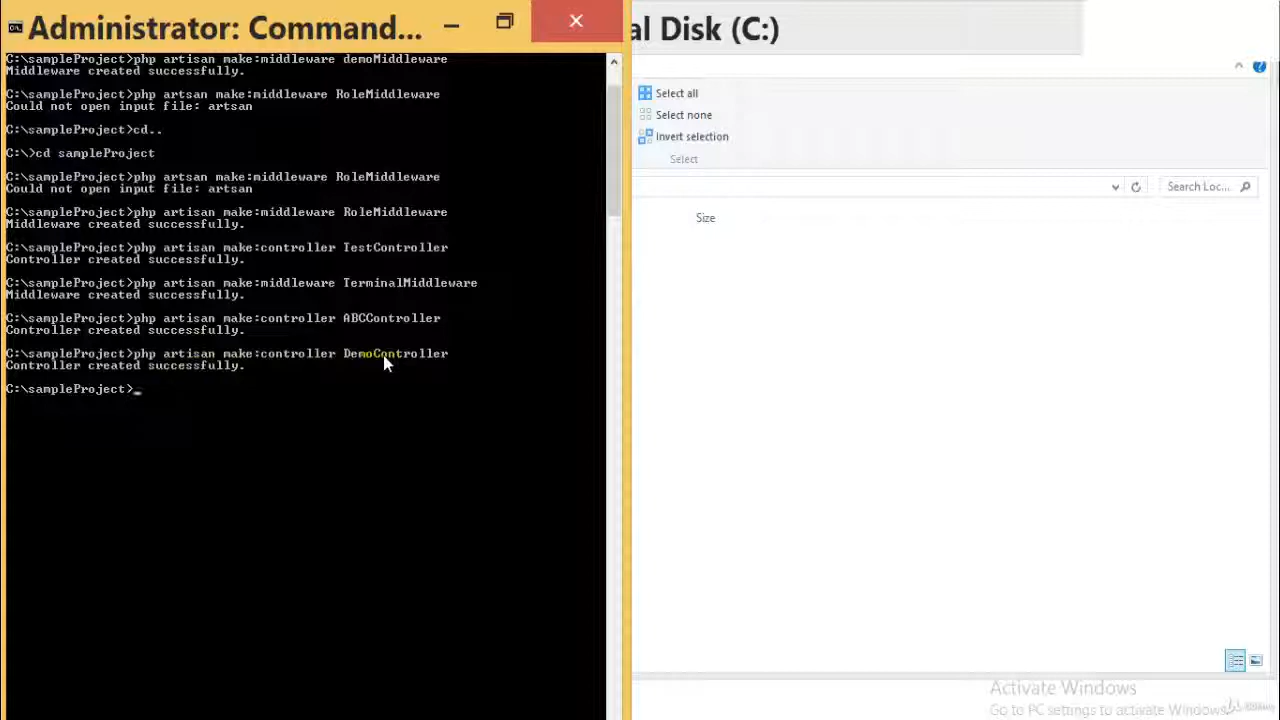 Administrator: Command...
al Disk (C:)
C:\sampleProject>php artisan make:middleware demoMiddleware
Middleware created successfully.
C:\sampleProject>php artsan make:middleware RoleMiddleware
Could not open input file: artsan
C:\sampleProject>cd..
C:\>cd sampleProject
C:\sampleProject>php artsan make:middleware RoleMiddleware
Could not open input file: artsan
C:\sampleProject>php artisan make:middleware RoleMiddleware
Middleware created successfully.
C:\sampleProject>php artisan make:controller TestController
Controller created successfully.
C:\sampleProject>php artisan make:middleware TerminalMiddleware
Middleware created successfully.
C:\sampleProject>php artisan make:controller ABCController
Controller created successfully.
C:\sampleProject>php artisan make:controller DemoController
Controller created successfully.
C:\sampleProject>_
Select all
Select none
Invert selection
Select
Search Loc...
Size
Activate Windows
Go to PC settings to activate Windows.